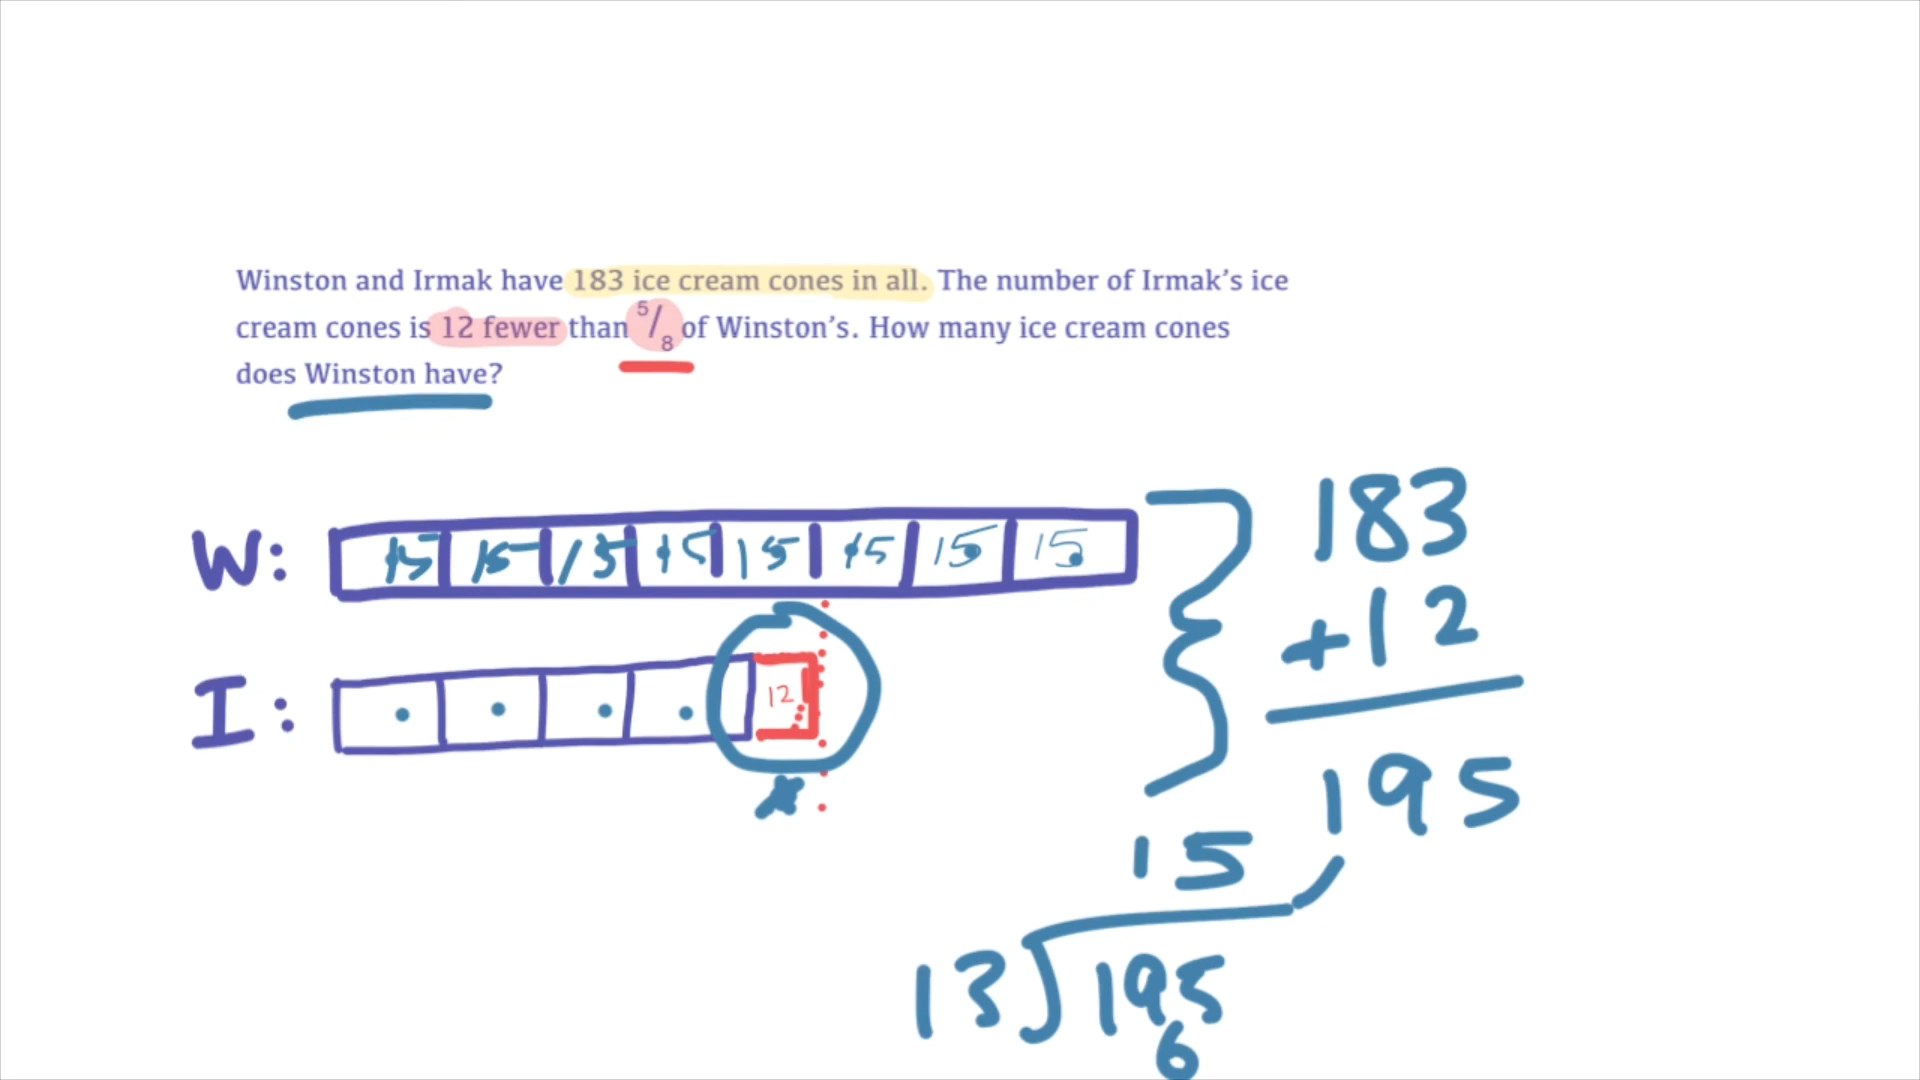 Winston and Irmak have 183 ice cream cones in all. The number of Irmak’s ice
cream cones is 12 fewer than 5/8 of Winston’s. How many ice cream cones
does Winston have?
W: 15 15 15 15 15 15 15 15
I: 12
183
+12
195
15
13 195
6